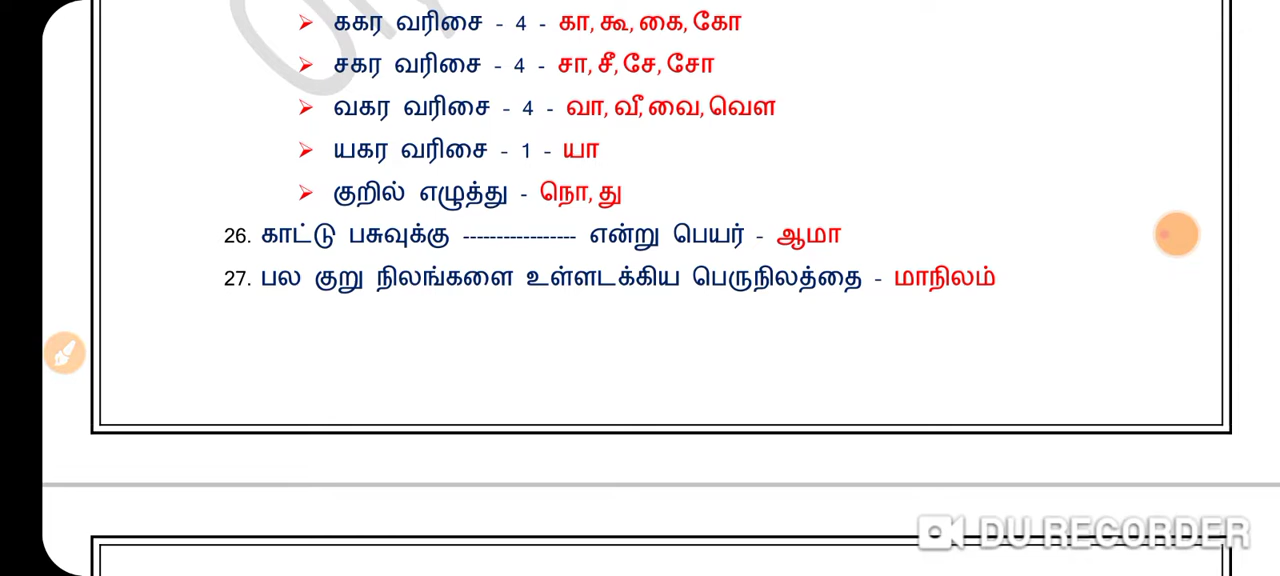 ககர வரிசை - 4 - கா, கூ, கை, கோ
சகர வரிசை - 4 - சா, சீ, சே, சோ
வகர வரிசை - 4 - வா, வீ, வை, வௌ
யகர வரிசை - 1 - யா
குறில் எழுத்து - நொ, து
26. காட்டு பசுவுக்கு ----------------- என்று பெயர் - ஆமா
27. பல குறு நிலங்களை உள்ளடக்கிய பெருநிலத்தை - மாநிலம்
DU RECORDER